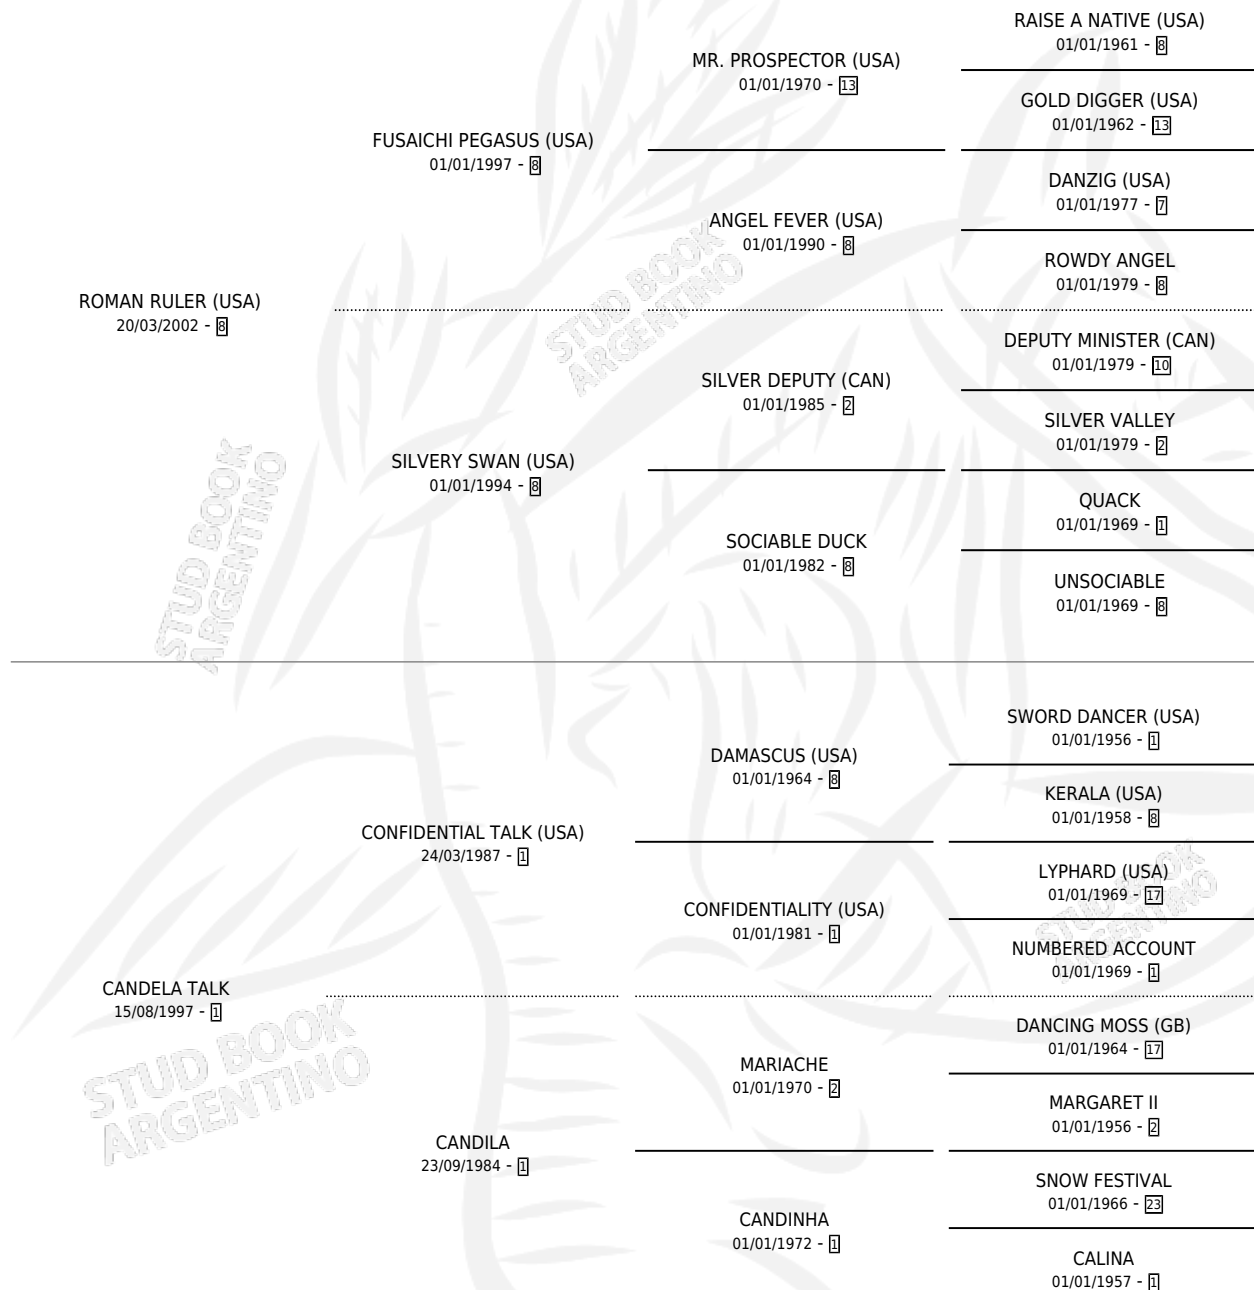 RAISE A NATIVE (USA)
01/01/1961 - 8
MR. PROSPECTOR (USA)
01/01/1970 - 13
GOLD DIGGER (USA)
01/01/1962 - 13
FUSAICHI PEGASUS (USA)
01/01/1997 - 8
DANZIG (USA)
01/01/1977 - 7
ANGEL FEVER (USA)
01/01/1990 - 8
ROWDY ANGEL
01/01/1979 - 8
ROMAN RULER (USA)
20/03/2002 - 8
STUD BOOK
ARGENTINO
DEPUTY MINISTER (CAN)
01/01/1979 - 10
SILVER DEPUTY (CAN)
01/01/1985 - 2
SILVER VALLEY
01/01/1979 - 2
SILVERY SWAN (USA)
01/01/1994 - 8
QUACK
01/01/1969 - 1
SOCIABLE DUCK
01/01/1982 - 8
UNSOCIABLE
01/01/1969 - 8
STUD BOOK
ARGENTINO
SWORD DANCER (USA)
01/01/1956 - 1
DAMASCUS (USA)
01/01/1964 - 8
KERALA (USA)
01/01/1958 - 8
CONFIDENTIAL TALK (USA)
24/03/1987 - 1
LYPHARD (USA)
01/01/1969 - 17
CONFIDENTIALITY (USA)
01/01/1981 - 1
STUD BOOK
ARGENTINO
NUMBERED ACCOUNT
01/01/1969 - 1
CANDELA TALK
15/08/1997 - 1
STUD BOOK
ARGENTINO
DANCING MOSS (GB)
01/01/1964 - 17
MARIACHE
01/01/1970 - 2
MARGARET II
01/01/1956 - 2
CANDILA
23/09/1984 - 1
SNOW FESTIVAL
01/01/1966 - 23
CANDINHA
01/01/1972 - 1
CALINA
01/01/1957 - 1